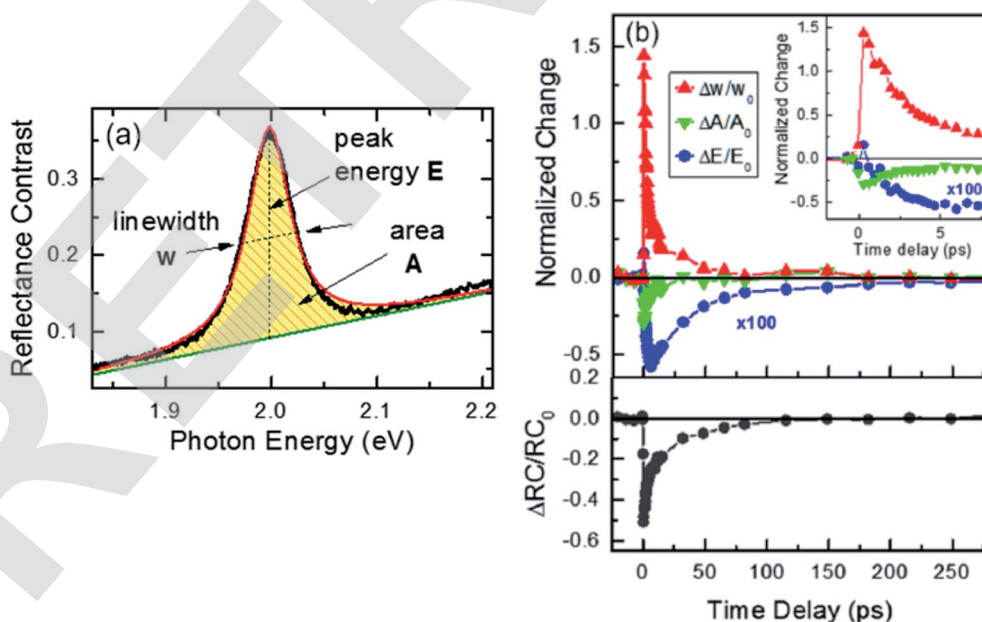 (a)
Reflectance Contrast
0.3
0.2
0.1
peak
energy E
linewidth
w
area
A
1.9
2.0
2.1
2.2
Photon Energy (eV)
(b)
Normalized Change
1.5
1.0
0.5
0.0
-0.5
Δw/w₀
ΔA/A₀
ΔE/E₀
x100
Normalized Change
1.5
1.0
0.5
0.0
-0.5
x100
0
5
Time delay (ps)
ΔRC/RC₀
0.2
0.0
-0.2
-0.4
-0.6
0
50
100
150
200
250
Time Delay (ps)